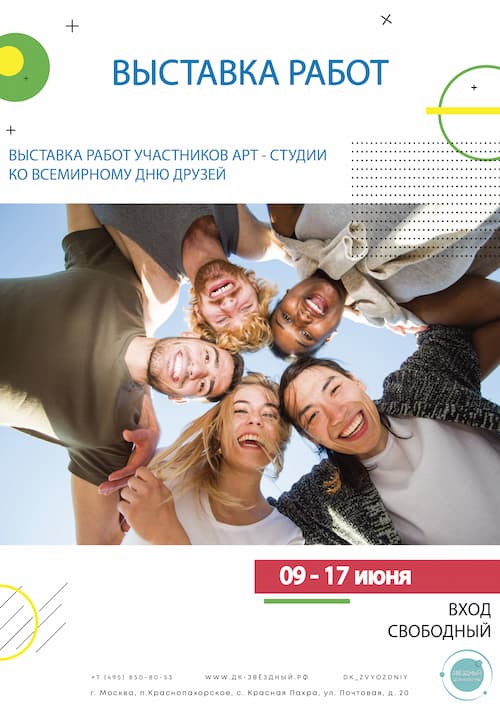 ВЫСТАВКА РАБОТ
ВЫСТАВКА РАБОТ УЧАСТНИКОВ АРТ - СТУДИИ
КО ВСЕМИРНОМУ ДНЮ ДРУЗЕЙ
09 - 17 июня
ВХОД
СВОБОДНЫЙ
ЗВЁЗДНЫЙ
+7 (495) 850-80-53 WWW.ДК-ЗВЁЗДНЫЙ.РФ DK_ZVYOZDNIY
г. Москва, п.Краснопахорское, с. Красная Пахра, ул. Почтовая, д. 20